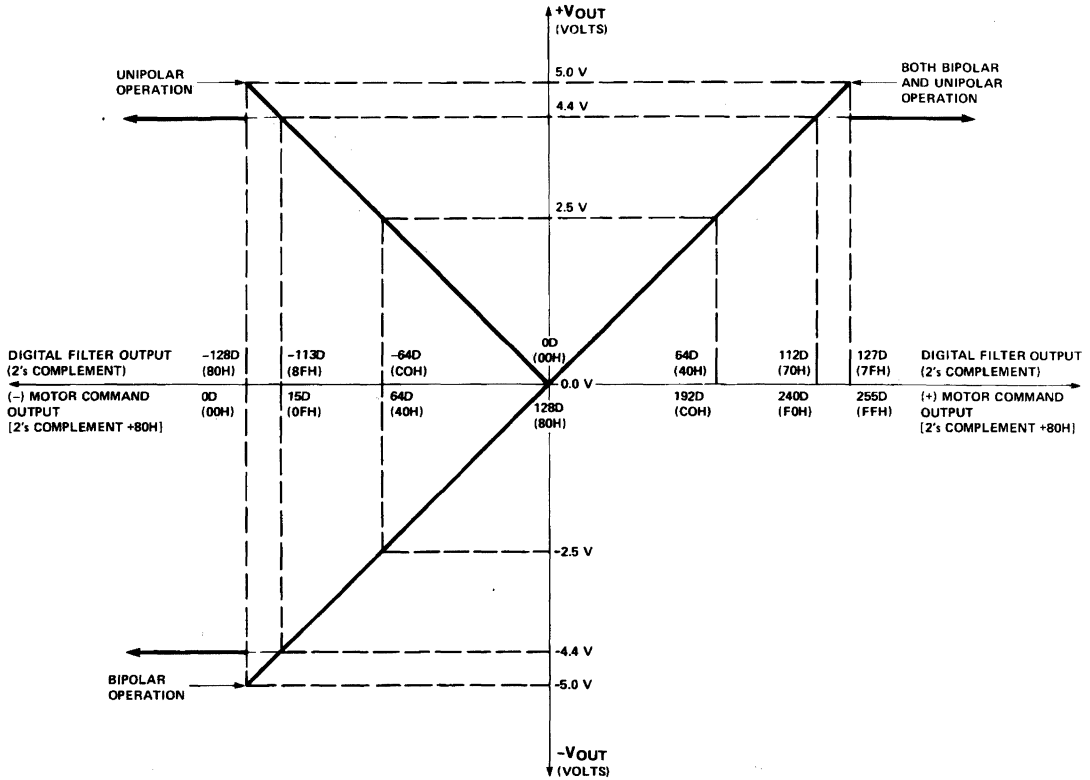 +VOUT
(VOLTS)
UNIPOLAR
OPERATION
5.0 V
BOTH BIPOLAR
AND UNIPOLAR
OPERATION
4.4 V
2.5 V
DIGITAL FILTER OUTPUT
(2's COMPLEMENT)
-128D
(80H)
-113D
(8FH)
-64D
(COH)
0D
(00H)
64D
(40H)
112D
(70H)
127D
(7FH)
DIGITAL FILTER OUTPUT
(2's COMPLEMENT)
0.0 V
(-) MOTOR COMMAND
OUTPUT
[2's COMPLEMENT +80H]
0D
(00H)
15D
(0FH)
64D
(40H)
128D
(80H)
192D
(COH)
240D
(F0H)
255D
(FFH)
(+) MOTOR COMMAND
OUTPUT
[2's COMPLEMENT +80H]
-2.5 V
-4.4 V
BIPOLAR
OPERATION
-5.0 V
-VOUT
(VOLTS)